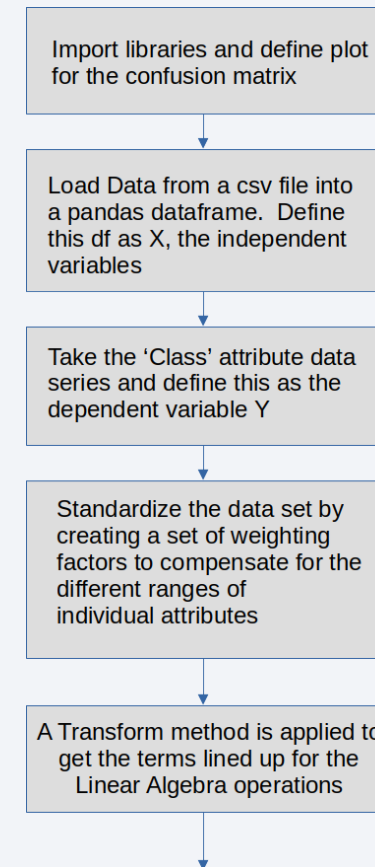 Import libraries and define plot
for the confusion matrix
Load Data from a csv file into
a pandas dataframe.  Define
this df as X, the independent
variables
Take the ‘Class’ attribute data
series and define this as the
dependent variable Y
Standardize the data set by
creating a set of weighting
factors to compensate for the
different ranges of
individual attributes
A Transform method is applied to
get the terms lined up for the
Linear Algebra operations